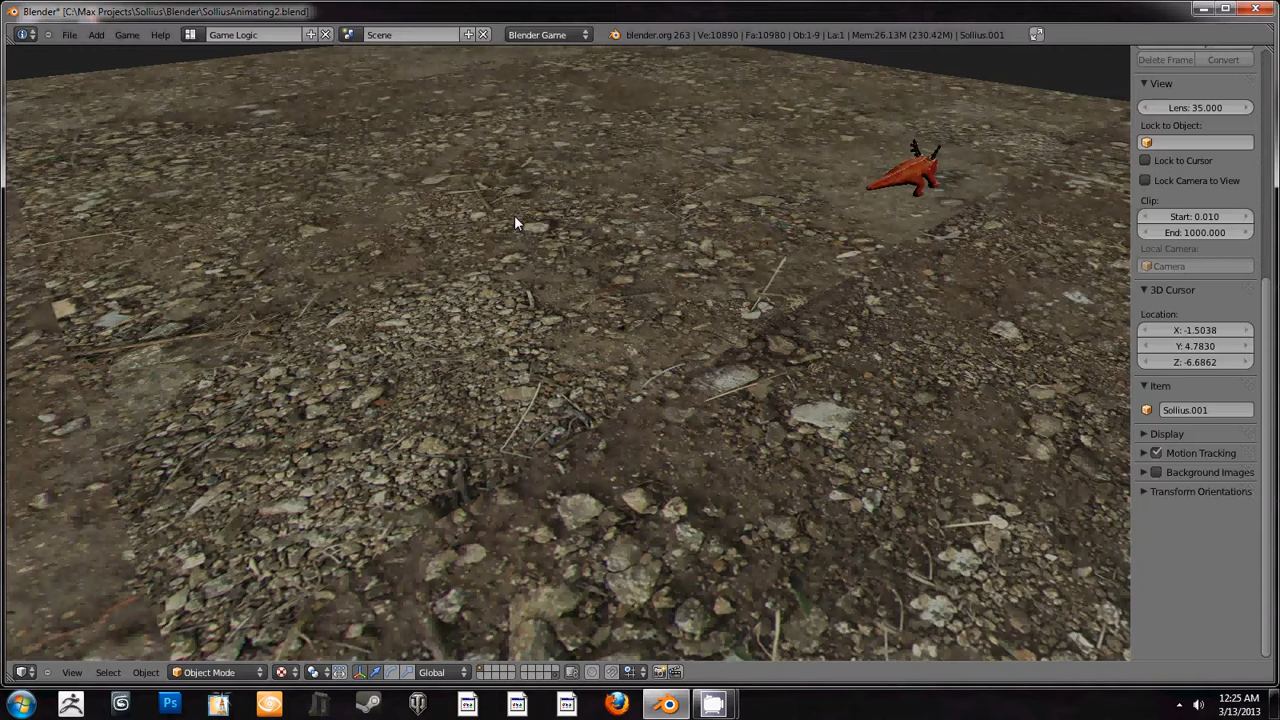 Blender* [C:\Max Projects\Sollius\Blender\SolliusAnimating2.blend]
File Add Game Help Game Logic Scene Blender Game blender.org 263 | Ve:10890 | Fa:10980 | Ob:1-9 | La:1 | Mem:26.13M (230.42M) | Sollius.001
Delete Frame Convert
View
Lens: 35.000
Lock to Object:
Lock to Cursor
Lock Camera to View
Clip:
Start: 0.010
End: 1000.000
Local Camera:
Camera
3D Cursor
Location:
X: -1.5038
Y: 4.7830
Z: -6.6862
Item
Sollius.001
Display
Motion Tracking
Background Images
Transform Orientations
View Select Object Object Mode Global
Ps
12:25 AM
3/13/2013